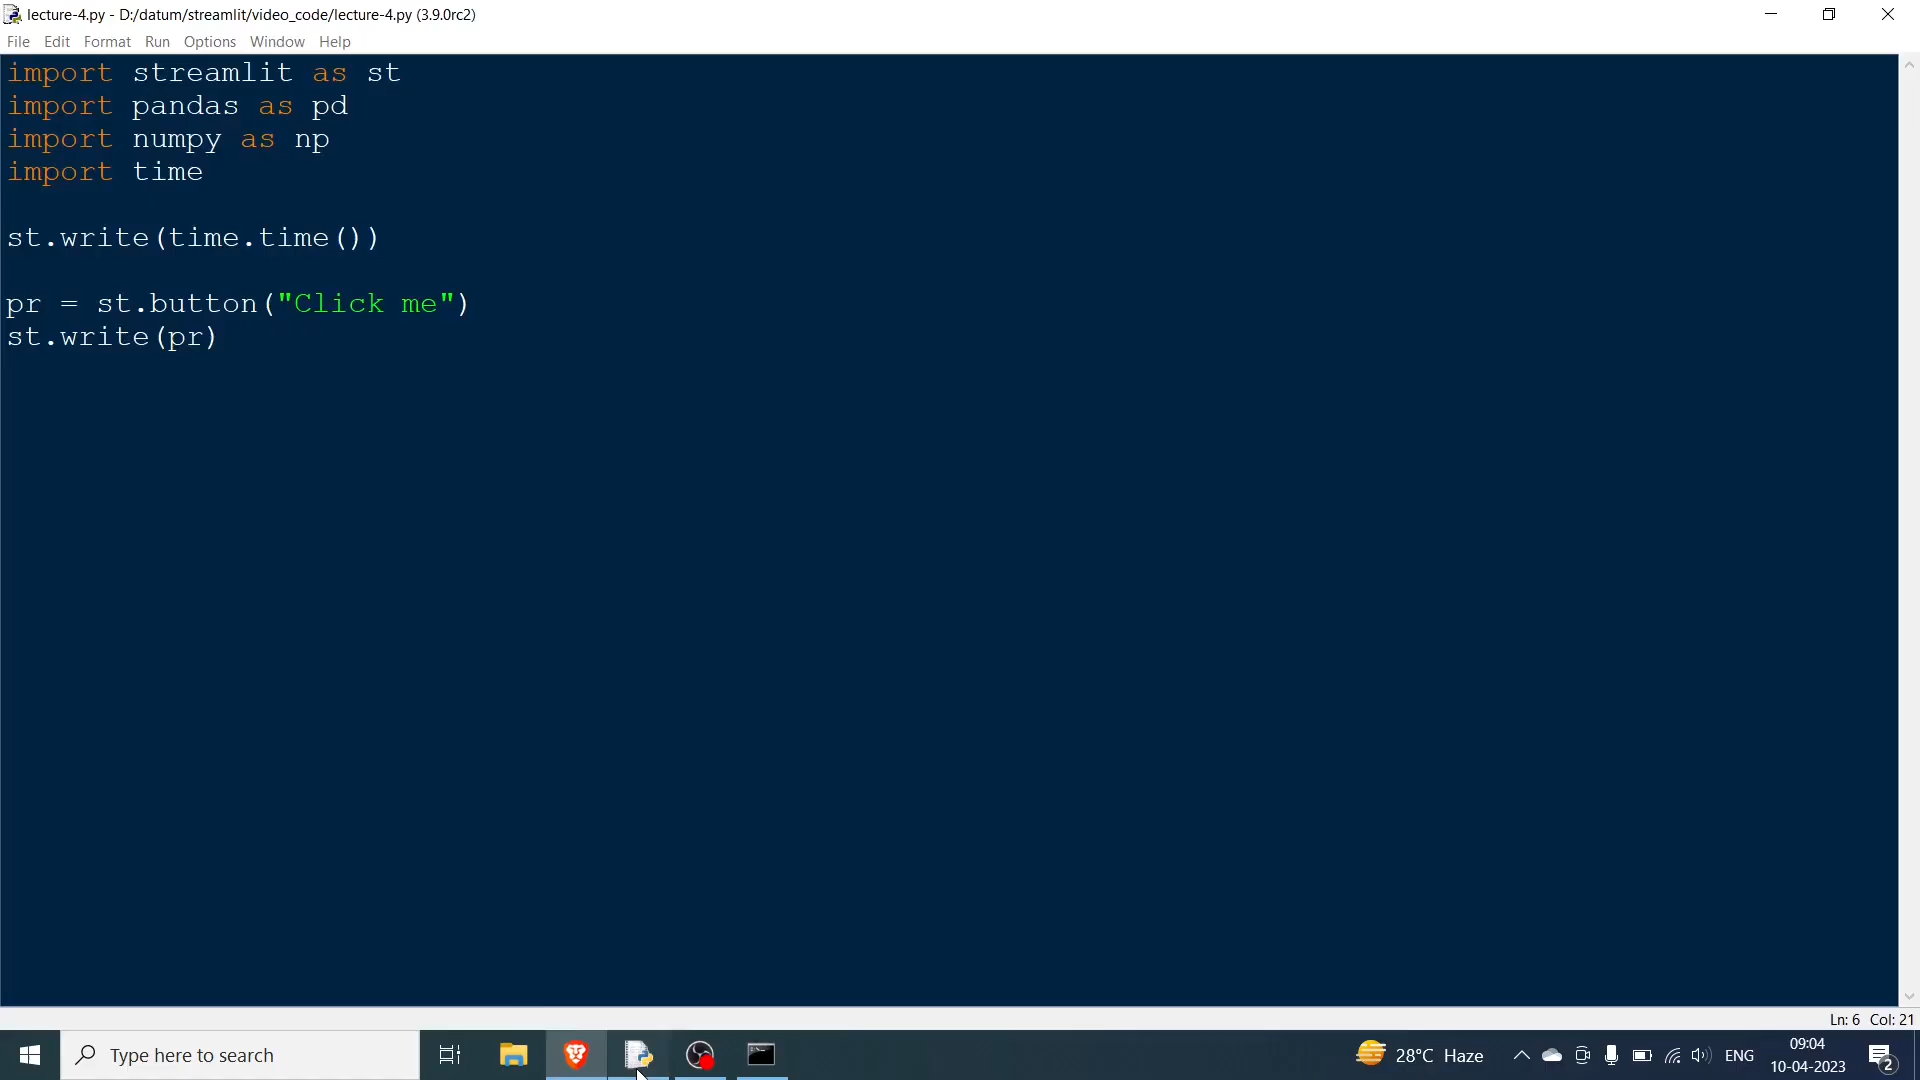 lecture-4.py - D:/datum/streamlit/video_code/lecture-4.py (3.9.0rc2)
File Edit Format Run Options Window Help
import streamlit as st
import pandas as pd
import numpy as np
import time
st.write(time.time())
pr = st.button("Click me")
st.write(pr)
Ln: 6 Col: 21
Type here to search
28°C Haze
ENG
09:04
10-04-2023
2